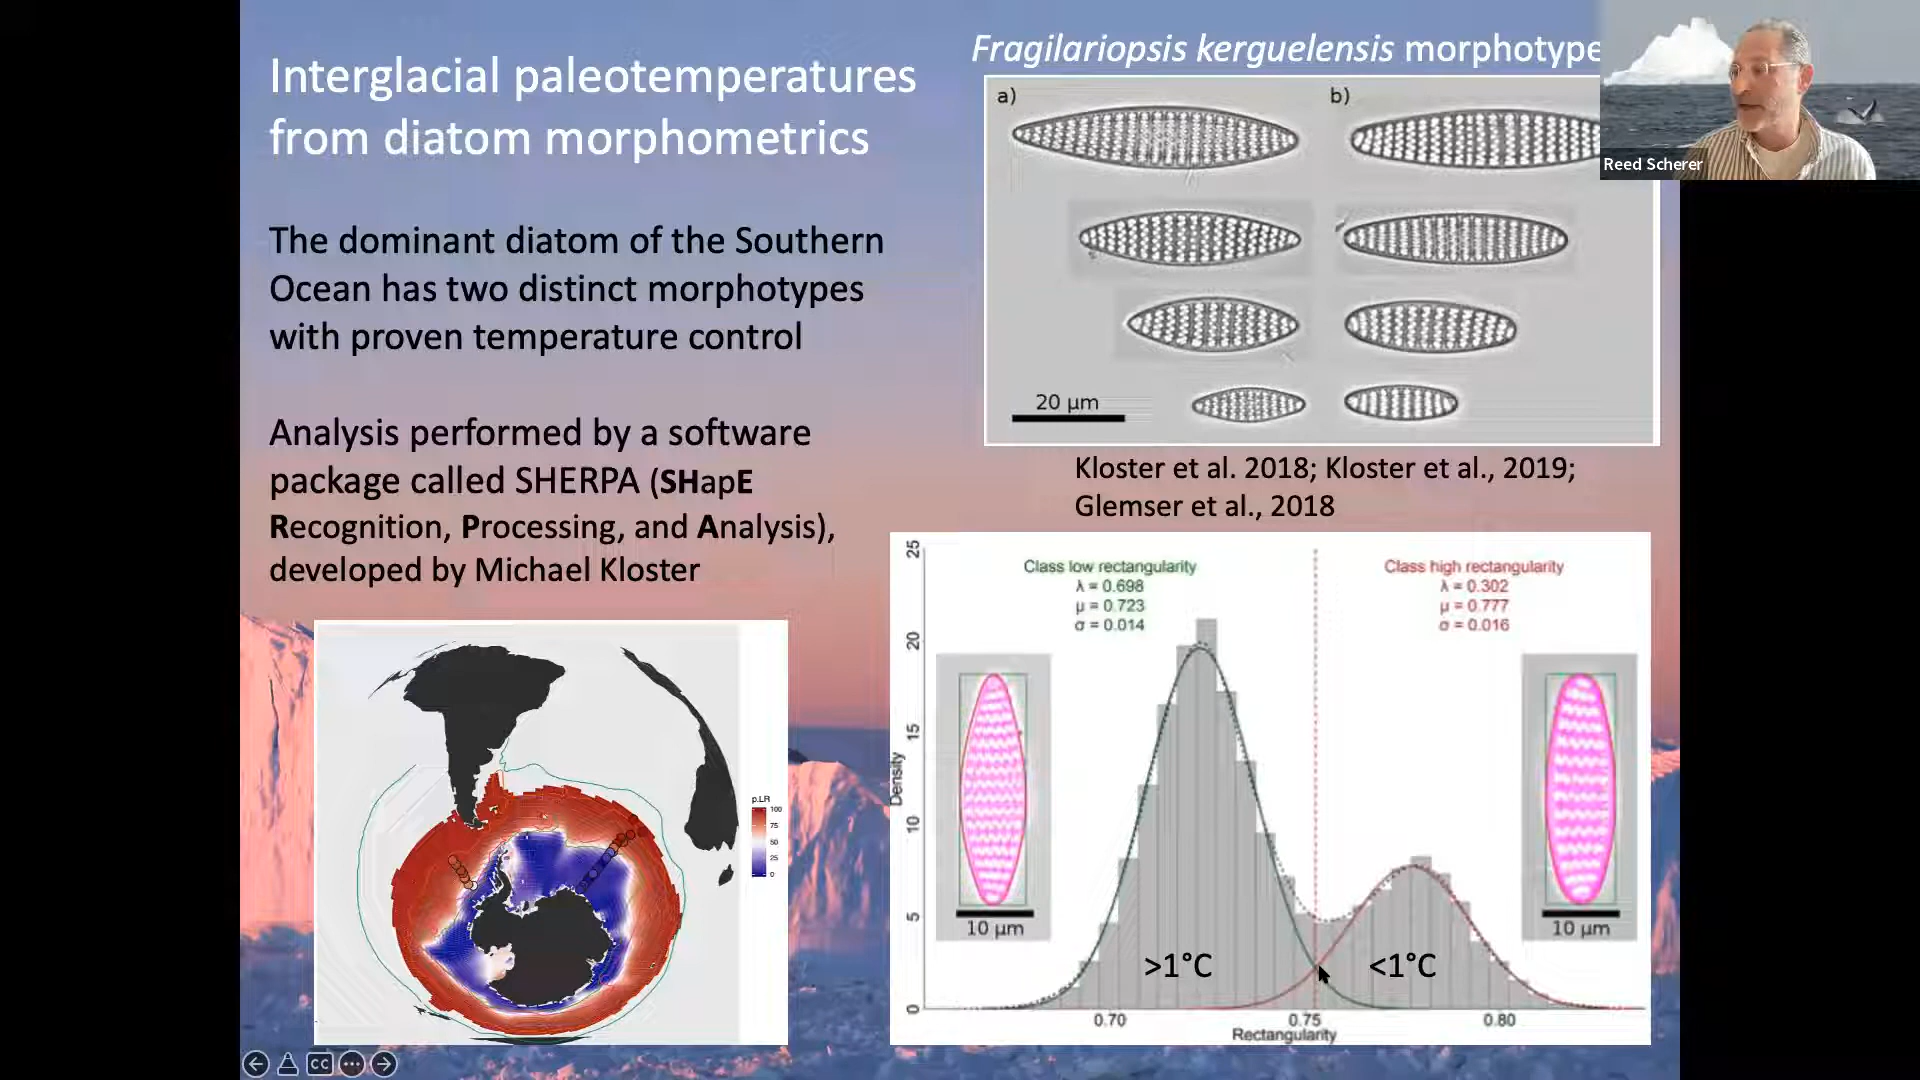 Interglacial paleotemperatures
from diatom morphometrics
The dominant diatom of the Southern
Ocean has two distinct morphotypes
with proven temperature control
Analysis performed by a software
package called SHERPA (SHapE
Recognition, Processing, and Analysis),
developed by Michael Kloster
p.LR
100
75
50
25
0
Fragilariopsis kerguelensis morphotype
a)
b)
20 µm
Reed Scherer
Kloster et al. 2018; Kloster et al., 2019;
Glemser et al., 2018
Class low rectangularity
λ = 0.698
µ = 0.723
σ = 0.014
Class high rectangularity
λ = 0.302
µ = 0.777
σ = 0.016
Density
25
20
15
10
5
0
10 µm
10 µm
>1°C
<1°C
0.70
0.75
0.80
Rectangularity
CC